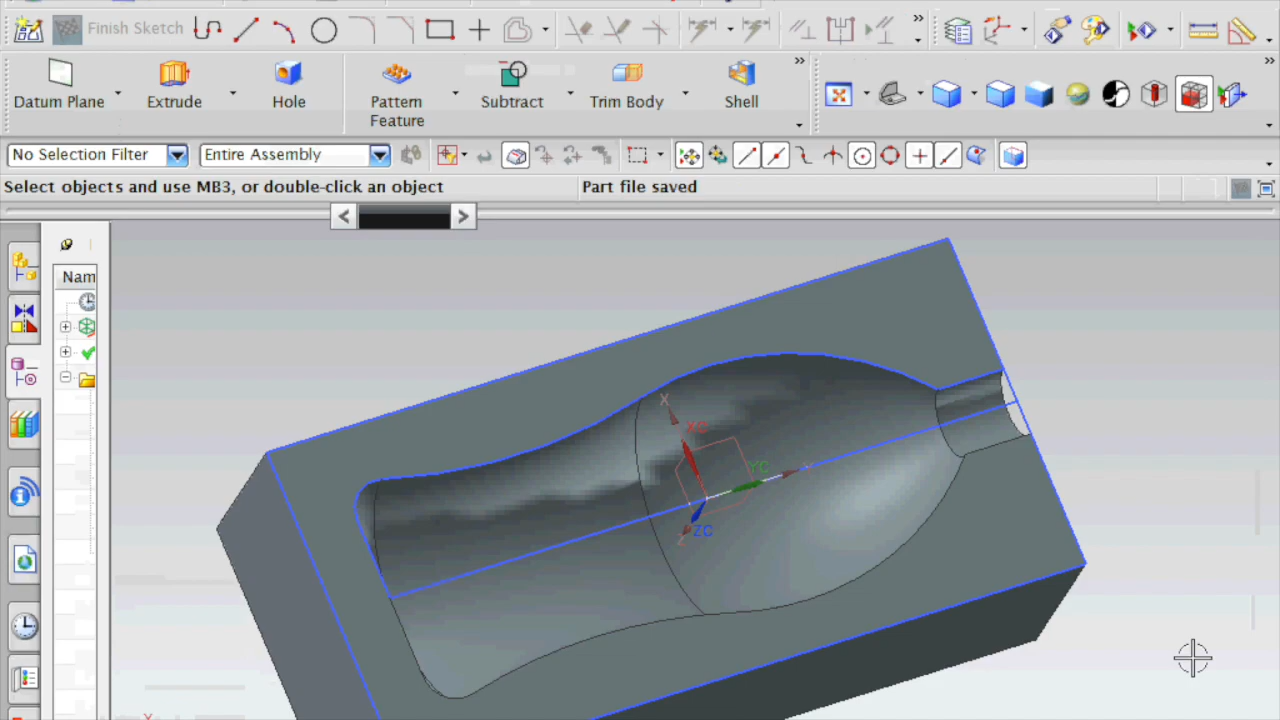 Finish Sketch
Datum Plane
Extrude
Hole
Pattern
Feature
Subtract
Trim Body
Shell
No Selection Filter
Entire Assembly
Select objects and use MB3, or double-click an object
Part file saved
Nam
X
XC
YC
ZC
Z
X